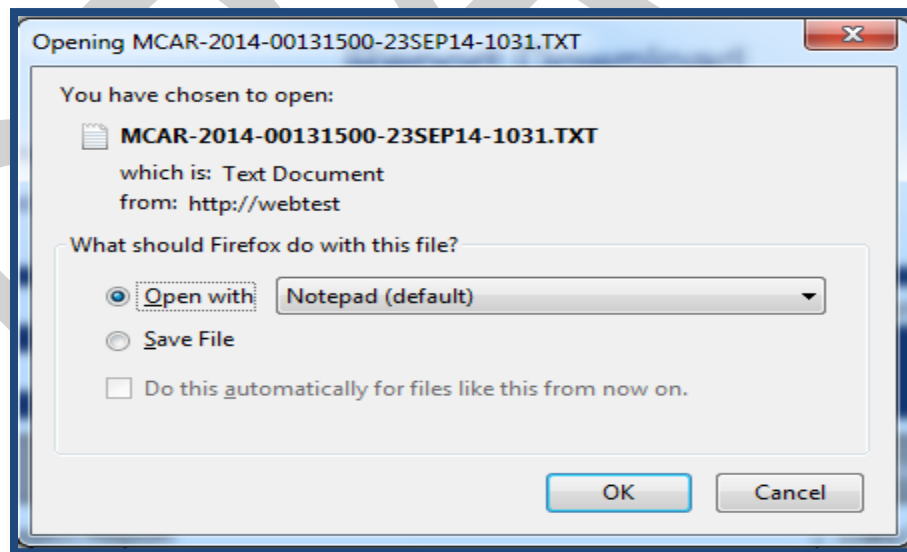 Opening MCAR-2014-00131500-23SEP14-1031.TXT
You have chosen to open:
MCAR-2014-00131500-23SEP14-1031.TXT
which is: Text Document
from: http://webtest
What should Firefox do with this file?
Open with Notepad (default)
Save File
Do this automatically for files like this from now on.
OK Cancel